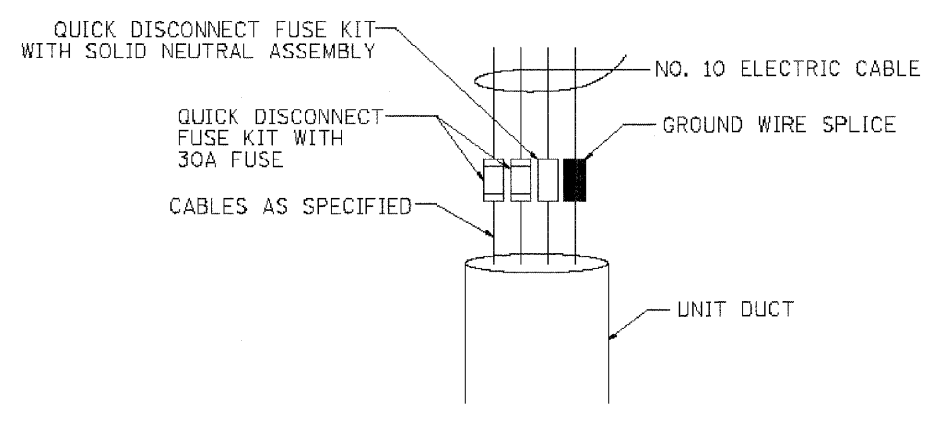 QUICK DISCONNECT FUSE KIT
WITH SOLID NEUTRAL ASSEMBLY
NO. 10 ELECTRIC CABLE
QUICK DISCONNECT
FUSE KIT WITH
30A FUSE
GROUND WIRE SPLICE
CABLES AS SPECIFIED
UNIT DUCT